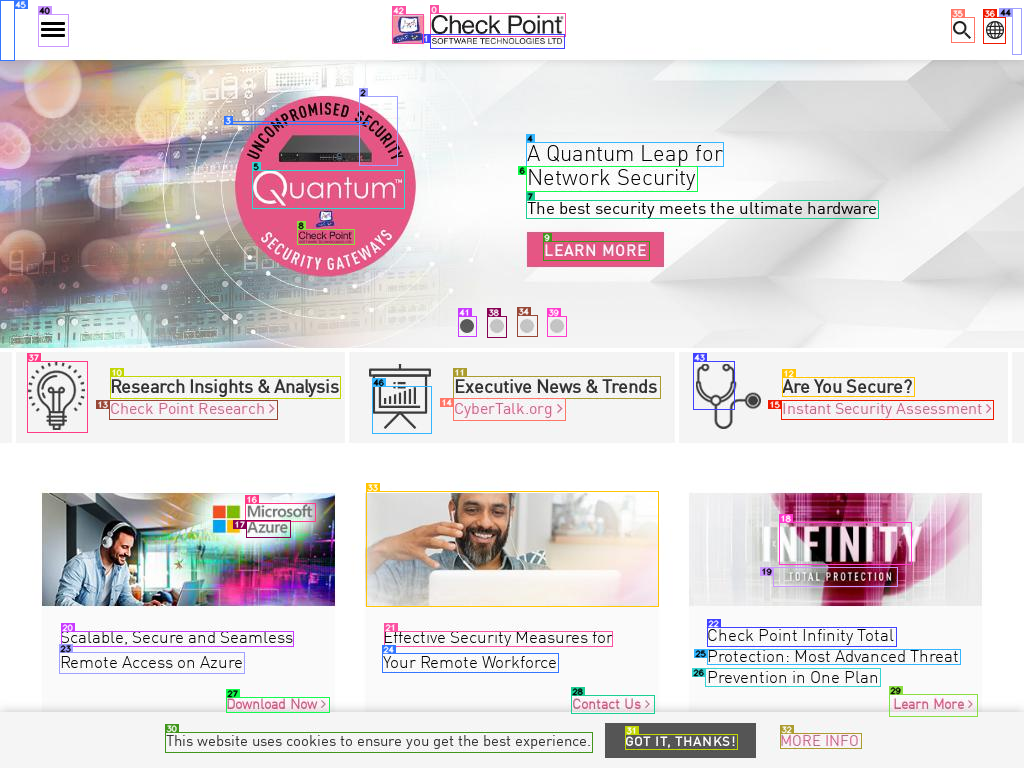 Check Point
SOFTWARE TECHNOLOGIES LTD
UNCOMPROMISED SECURITY
Quantum™
Check Point
SECURITY GATEWAYS
A Quantum Leap for
Network Security
The best security meets the ultimate hardware
LEARN MORE
Research Insights & Analysis
Check Point Research >
Executive News & Trends
CyberTalk.org >
Are You Secure?
Instant Security Assessment >
Microsoft
Azure
INFINITY
TOTAL PROTECTION
Scalable, Secure and Seamless
Remote Access on Azure
Download Now >
Effective Security Measures for
Your Remote Workforce
Contact Us >
Check Point Infinity Total
Protection: Most Advanced Threat
Prevention in One Plan
Learn More >
This website uses cookies to ensure you get the best experience.
GOT IT, THANKS!
MORE INFO